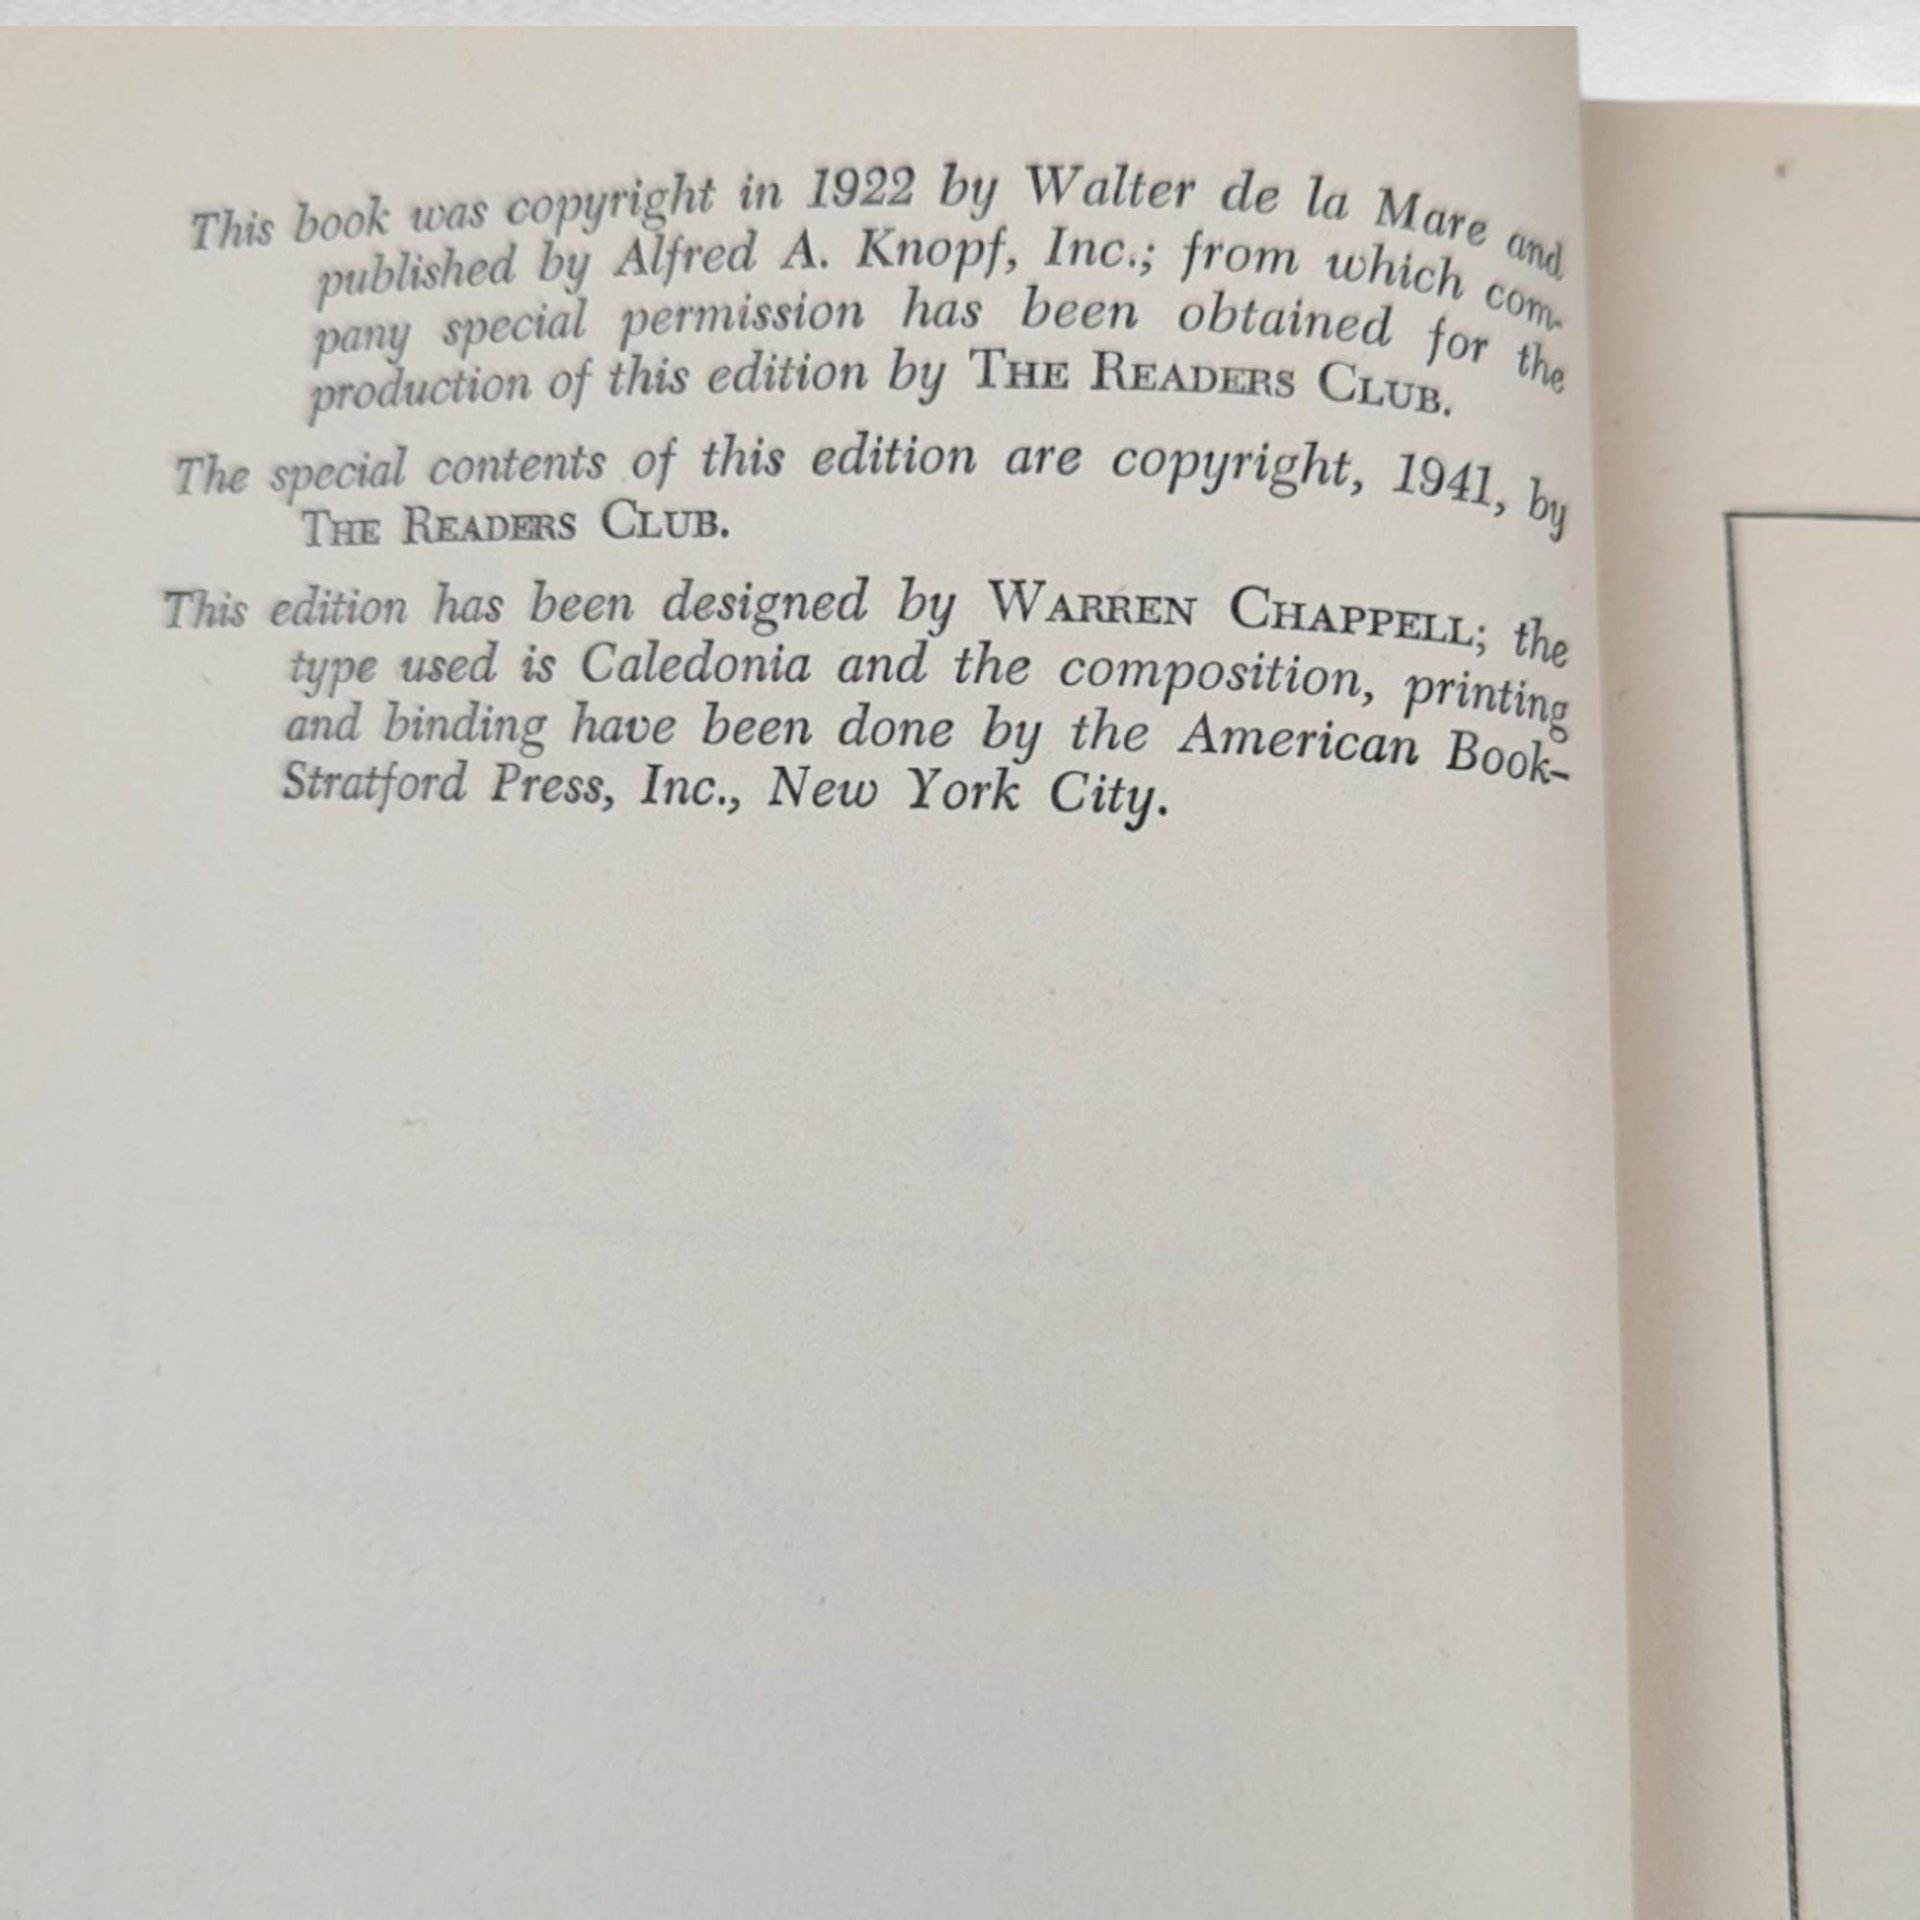 This book was copyright in 1922 by Walter de la Mare and
published by Alfred A. Knopf, Inc.; from which com-
pany special permission has been obtained for the
production of this edition by THE READERS CLUB.
The special contents of this edition are copyright, 1941, by
THE READERS CLUB.
This edition has been designed by WARREN CHAPPELL; the
type used is Caledonia and the composition, printing
and binding have been done by the American Book-
Stratford Press, Inc., New York City.